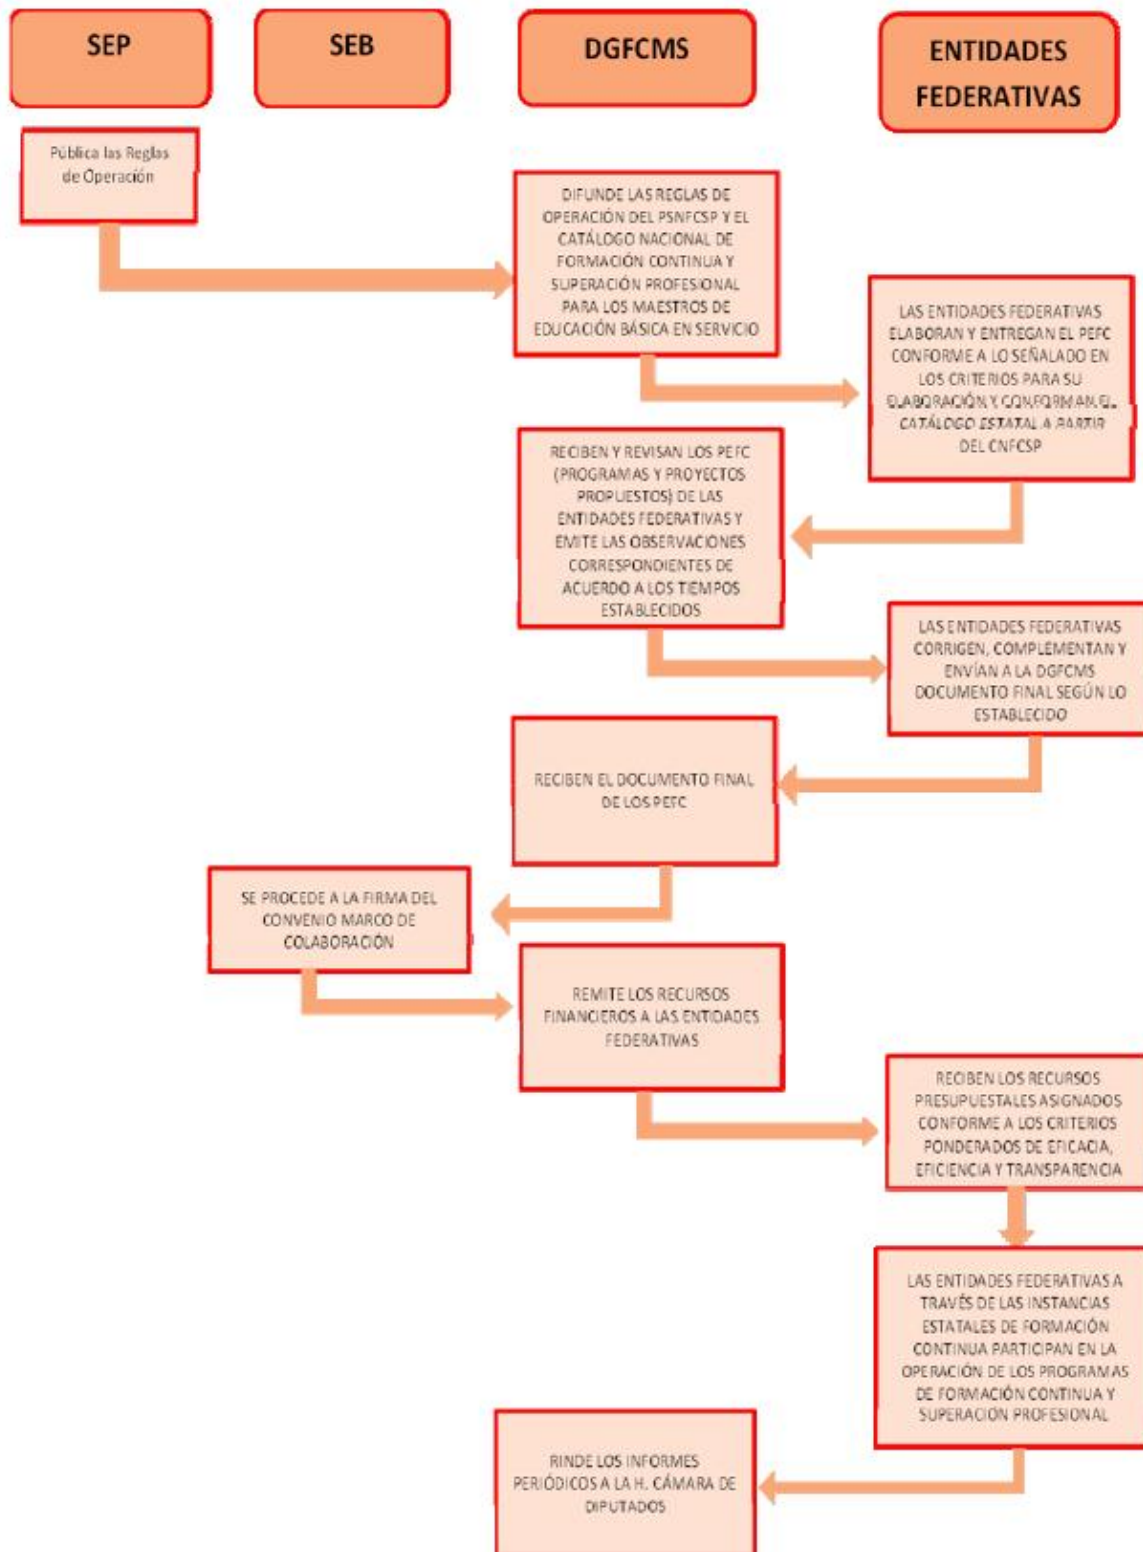 SEP
SEB
DGFCMS
ENTIDADES
FEDERATIVAS
Pública las Reglas
de Operación
DIFUNDE LAS REGLAS DE
OPERACIÓN DEL PSNFCSP Y EL
CATÁLOGO NACIONAL DE
FORMACIÓN CONTINUA Y
SUPERACIÓN PROFESIONAL
PARA LOS MAESTROS DE
EDUCACIÓN BÁSICA EN SERVICIO
LAS ENTIDADES FEDERATIVAS
ELABORAN Y ENTREGAN EL PEFC
CONFORME A LO SEÑALADO EN
LOS CRITERIOS PARA SU
ELABORACIÓN Y CONFORMAN EL
CATÁLOGO ESTATAL A PARTIR
DEL CNFCSP
RECIBEN Y REVISAN LOS PEFC
(PROGRAMAS Y PROYECTOS
PROPUESTOS) DE LAS
ENTIDADES FEDERATIVAS Y
EMITE LAS OBSERVACIONES
CORRESPONDIENTES DE
ACUERDO A LOS TIEMPOS
ESTABLECIDOS
LAS ENTIDADES FEDERATIVAS
CORRIGEN, COMPLEMENTAN Y
ENVÍAN A LA DGFCMS
DOCUMENTO FINAL SEGÚN LO
ESTABLECIDO
RECIBEN EL DOCUMENTO FINAL
DE LOS PEFC
SE PROCEDE A LA FIRMA DEL
CONVENIO MARCO DE
COLABORACIÓN
REMITE LOS RECURSOS
FINANCIEROS A LAS ENTIDADES
FEDERATIVAS
RECIBEN LOS RECURSOS
PRESUPUESTALES ASIGNADOS
CONFORME A LOS CRITERIOS
PONDERADOS DE EFICACIA,
EFICIENCIA Y TRANSPARENCIA
LAS ENTIDADES FEDERATIVAS A
TRAVÉS DE LAS INSTANCIAS
ESTATALES DE FORMACIÓN
CONTINUA PARTICIPAN EN LA
OPERACIÓN DE LOS PROGRAMAS
DE FORMACIÓN CONTINUA Y
SUPERACIÓN PROFESIONAL
RINDE LOS INFORMES
PERIÓDICOS A LA H. CÁMARA DE
DIPUTADOS